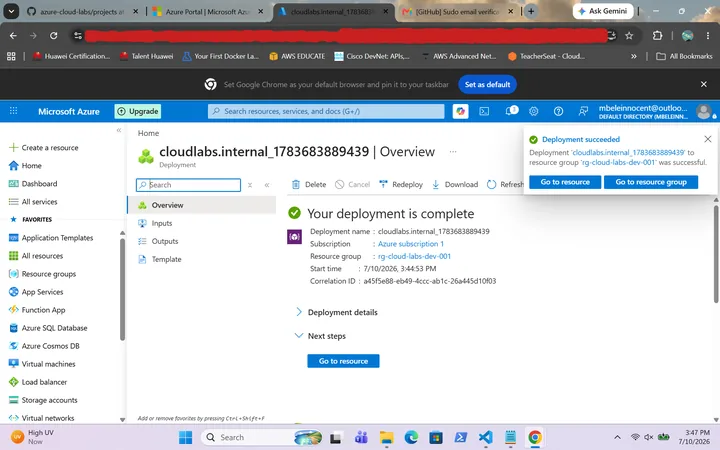 azure-cloud-labs/projects at
Azure Portal | Microsoft Azure
cloudlabs.internal_1783683889439
[GitHub] Sudo email verifica
Ask Gemini
Huawei Certification...
Talent Huawei
Your First Docker La...
AWS EDUCATE
Cisco DevNet: APIs,...
AWS Advanced Net...
TeacherSeat - Cloud...
»
All Bookmarks
Set Google Chrome as your default browser and pin it to your taskbar
Set as default
Microsoft Azure
Upgrade
Search resources, services, and docs (G+/)
mbeleinnocent@outloo...
DEFAULT DIRECTORY (MBELEINN...
Create a resource
Home
Dashboard
All services
FAVORITES
Application Templates
All resources
Resource groups
App Services
Function App
Azure SQL Database
Azure Cosmos DB
Virtual machines
Load balancer
Storage accounts
Virtual networks
Home
cloudlabs.internal_1783683889439 | Overview
Deployment
Search
Overview
Inputs
Outputs
Template
Add or remove favorites by pressing Ctrl+Shift+F
Delete
Cancel
Redeploy
Download
Refresh
Your deployment is complete
Deployment name : cloudlabs.internal_1783683889439
Subscription : Azure subscription 1
Resource group : rg-cloud-labs-dev-001
Start time : 7/10/2026, 3:44:53 PM
Correlation ID : a45f5e88-eb49-4ccc-ab1c-26a445d10f03
Deployment details
Next steps
Go to resource
Deployment succeeded
Deployment 'cloudlabs.internal_1783683889439' to
resource group 'rg-cloud-labs-dev-001' was successful.
Go to resource
Go to resource group
High UV
Now
Search
3:47 PM
7/10/2026